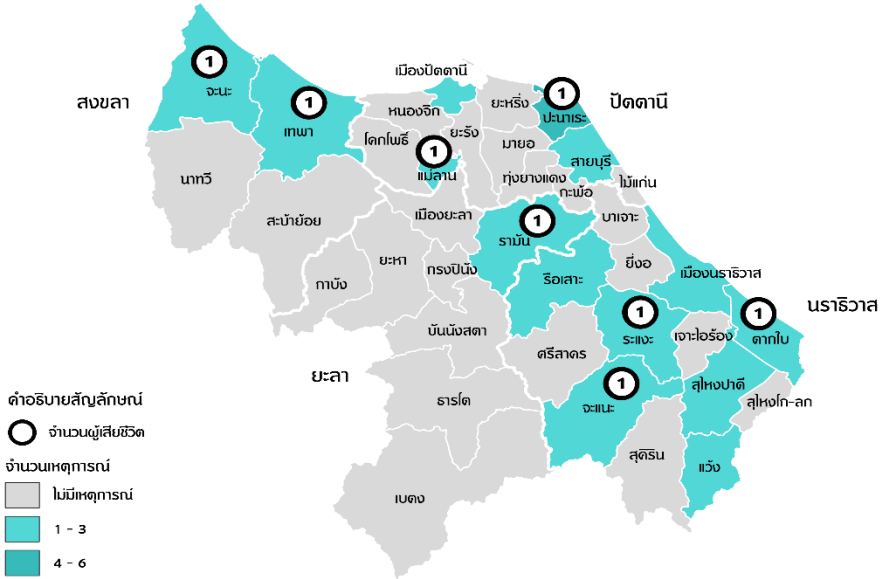 สงขลา
ปัตตานี
นราธิวาส
ยะลา
1
จะนะ
1
เทพา
นาทวี
สะบ้าย้อย
เมืองปัตตานี
หนองจิก
ยะหริ่ง
1
ปะนาเระ
โคกโพธิ์
ยะรัง
มายอ
สายบุรี
1
แม่ลาน
ทุ่งยางแดง
กะพ้อ
ไม้แก่น
เมืองยะลา
1
รามัน
บาเจาะ
ยะหา
กรงปินัง
กาบัง
รือเสาะ
ยี่งอ
เมืองนราธิวาส
บันนังสตา
ศรีสาคร
1
ระแงะ
เจาะไอร้อง
1
ตากใบ
ธารโต
1
จะแนะ
สุไหงปาดี
สุไหงโก-ลก
สุคิริน
แว้ง
เบตง
คำอธิบายสัญลักษณ์
จำนวนผู้เสียชีวิต
จำนวนเหตุการณ์
ไม่มีเหตุการณ์
1 - 3
4 - 6